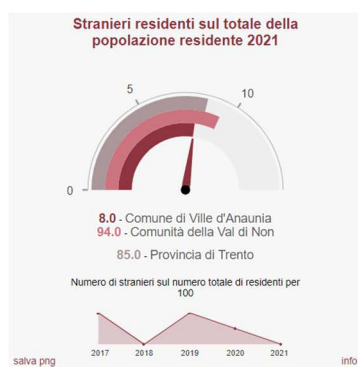 Stranieri residenti sul totale della
popolazione residente 2021
5
10
0
8.0 - Comune di Ville d'Anaunia
94.0 - Comunità della Val di Non
85.0 - Provincia di Trento
Numero di stranieri sul numero totale di residenti per
100
2017 2018 2019 2020 2021
salva png info